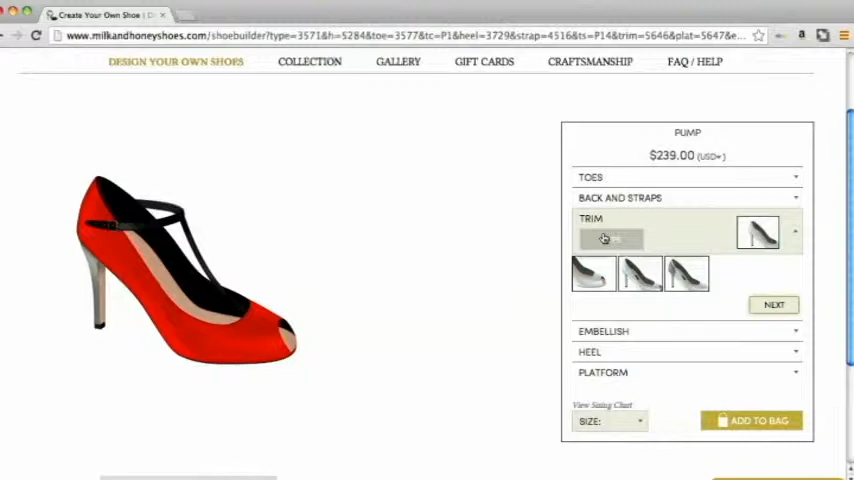 Create Your Own Shoe | D
www.milkandhoneyshoes.com/shoebuilder?type=3571&h=5284&toe=3577&tc=P1&heel=3729&strap=4516&ts=P14&trim=5646&plat=5647&e...
DESIGN YOUR OWN SHOES COLLECTION GALLERY GIFT CARDS CRAFTSMANSHIP FAQ / HELP
PUMP
$239.00 (USD)
TOES
BACK AND STRAPS
TRIM
NEXT
EMBELLISH
HEEL
PLATFORM
View Sizing Chart
SIZE: ADD TO BAG